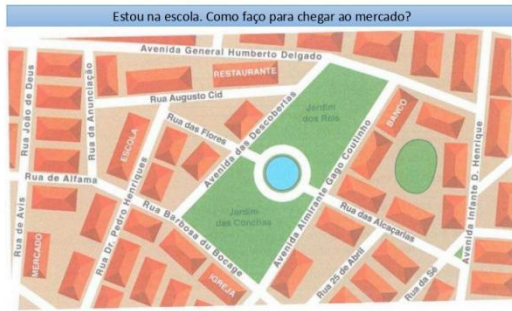 Estou na escola. Como faço para chegar ao mercado?
Avenida General Humberto Delgado
RESTAURANTE
Rua João de Deus
Rua da Anunciação
Rua Augusto Cid
Jardim
dos Rios
BANCO
ESCOLA
Rua das Flores
Avenida das Descobertas
Avenida Almirante Gago Coutinho
Avenida Infante D. Henrique
Rua de Alfama
Rua Dr. Pedro Henriques
Rua Barbosa du Bocage
Jardim
das Conchas
Rua das Alcaçarias
Rua de Avis
MERCADO
IGREJA
Rua 25 de Abril
Rua da Sé